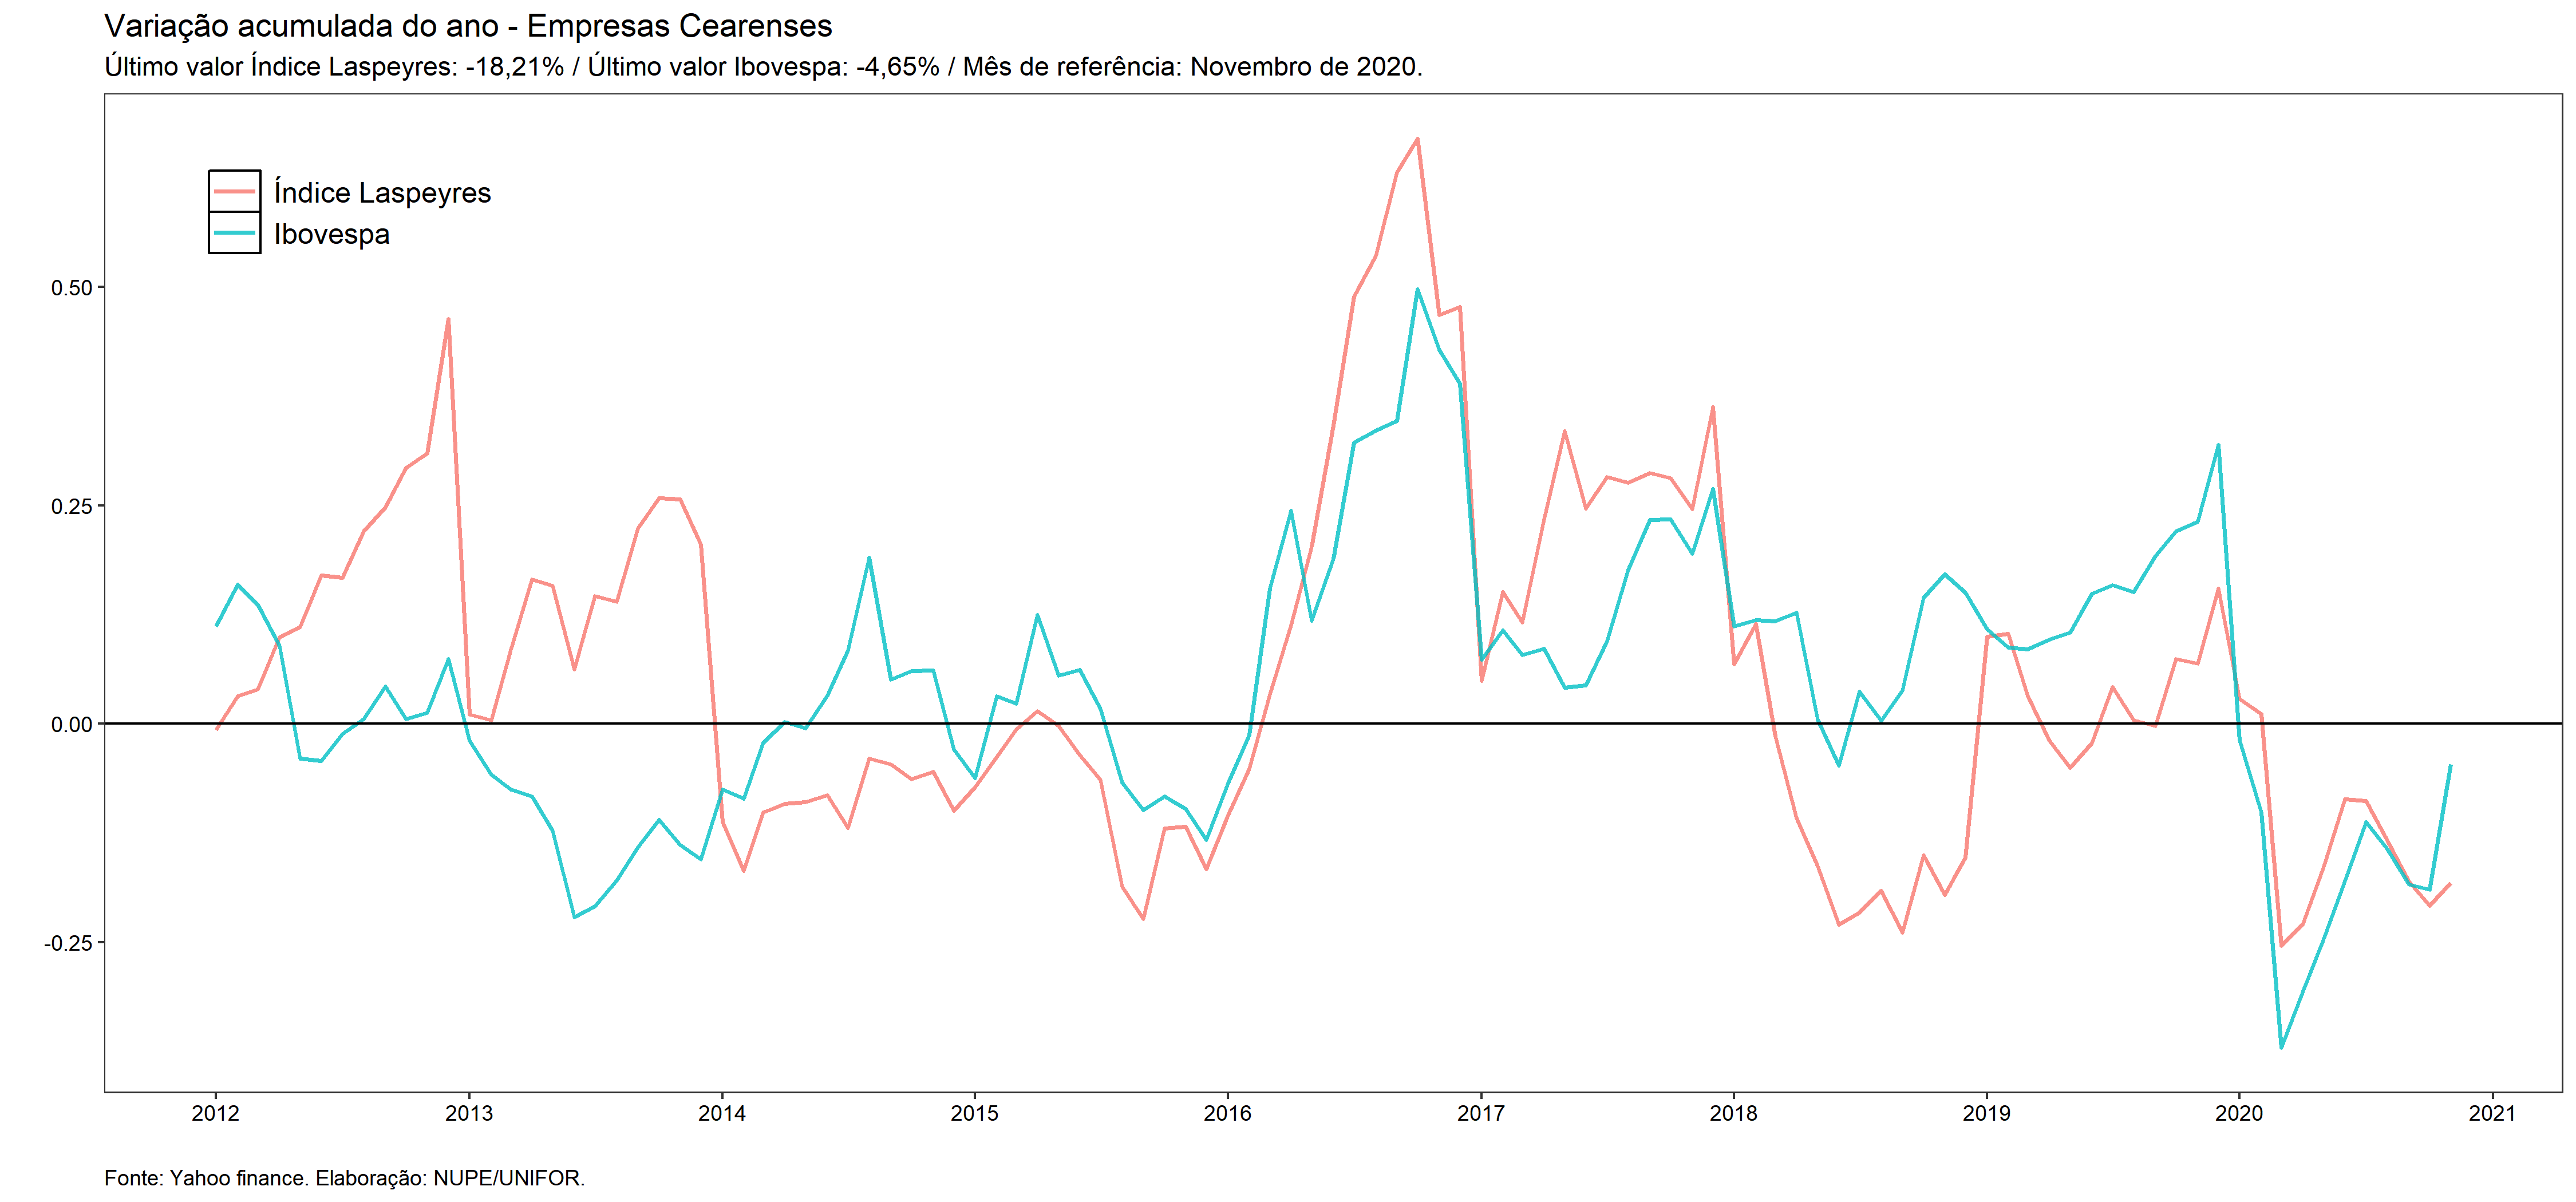 Variação acumulada do ano - Empresas Cearenses
Último valor Índice Laspeyres: -18,21% / Último valor Ibovespa: -4,65% / Mês de referência: Novembro de 2020.
Índice Laspeyres
Ibovespa
0.50
0.25
0.00
-0.25
2012 2013 2014 2015 2016 2017 2018 2019 2020 2021
Fonte: Yahoo finance. Elaboração: NUPE/UNIFOR.